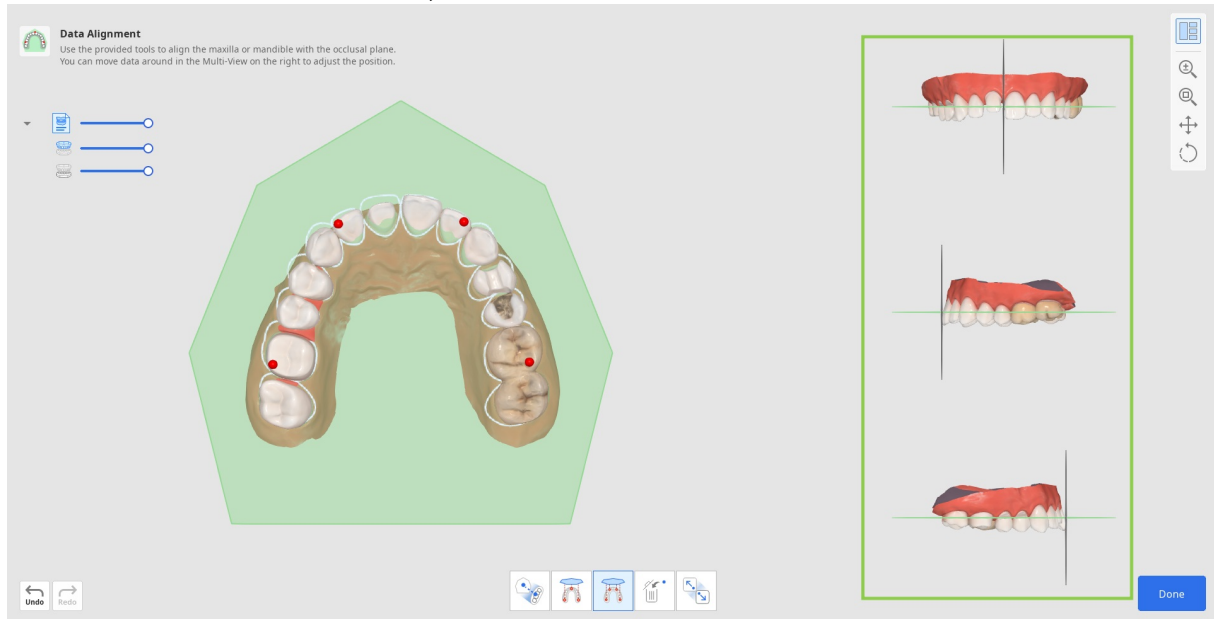 Data Alignment
Use the provided tools to align the maxilla or mandible with the occlusal plane.
You can move data around in the Multi-View on the right to adjust the position.
Undo
Redo
Done